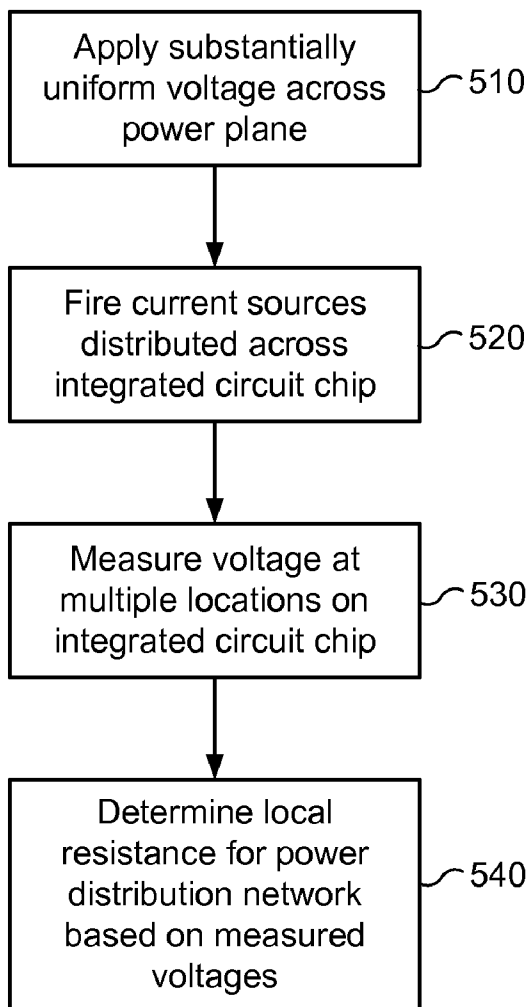 Apply substantially
uniform voltage across
power plane
510
Fire current sources
distributed across
integrated circuit chip
520
Measure voltage at
multiple locations on
integrated circuit chip
530
Determine local
resistance for power
distribution network
based on measured
voltages
540